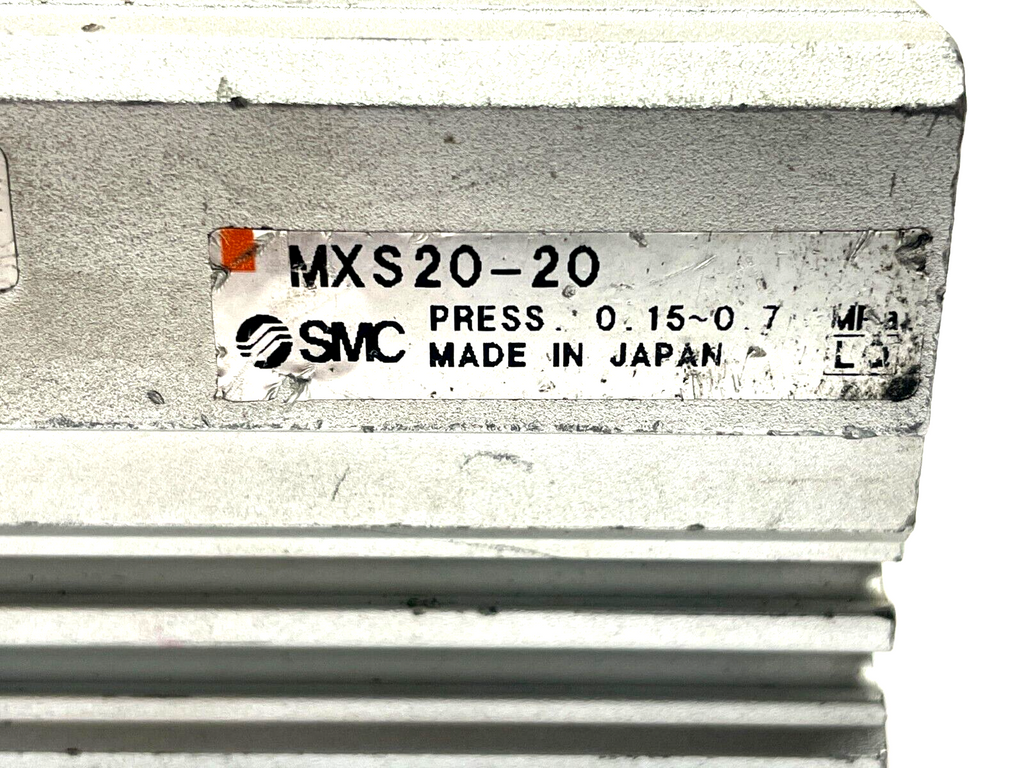 MXS20-20
SMC
PRESS. 0.15~0.7 MPa
MADE IN JAPAN